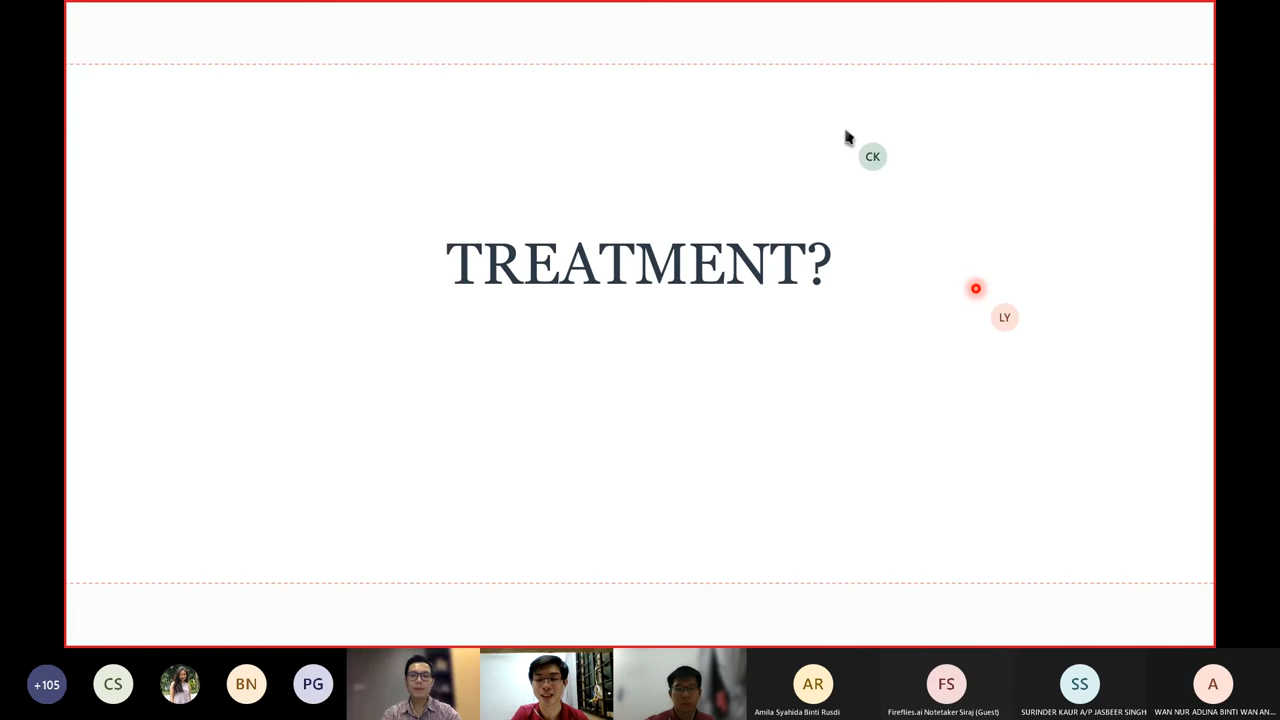 CK
TREATMENT?
LY
+105
CS
BN
PG
AR
FS
SS
A
Amila Syahida Binti Rusdi
Fireflies.ai Notetaker Siraj (Guest)
SURINDER KAUR A/P JASBEER SINGH
WAN NUR ADLINA BINTI WAN AN...